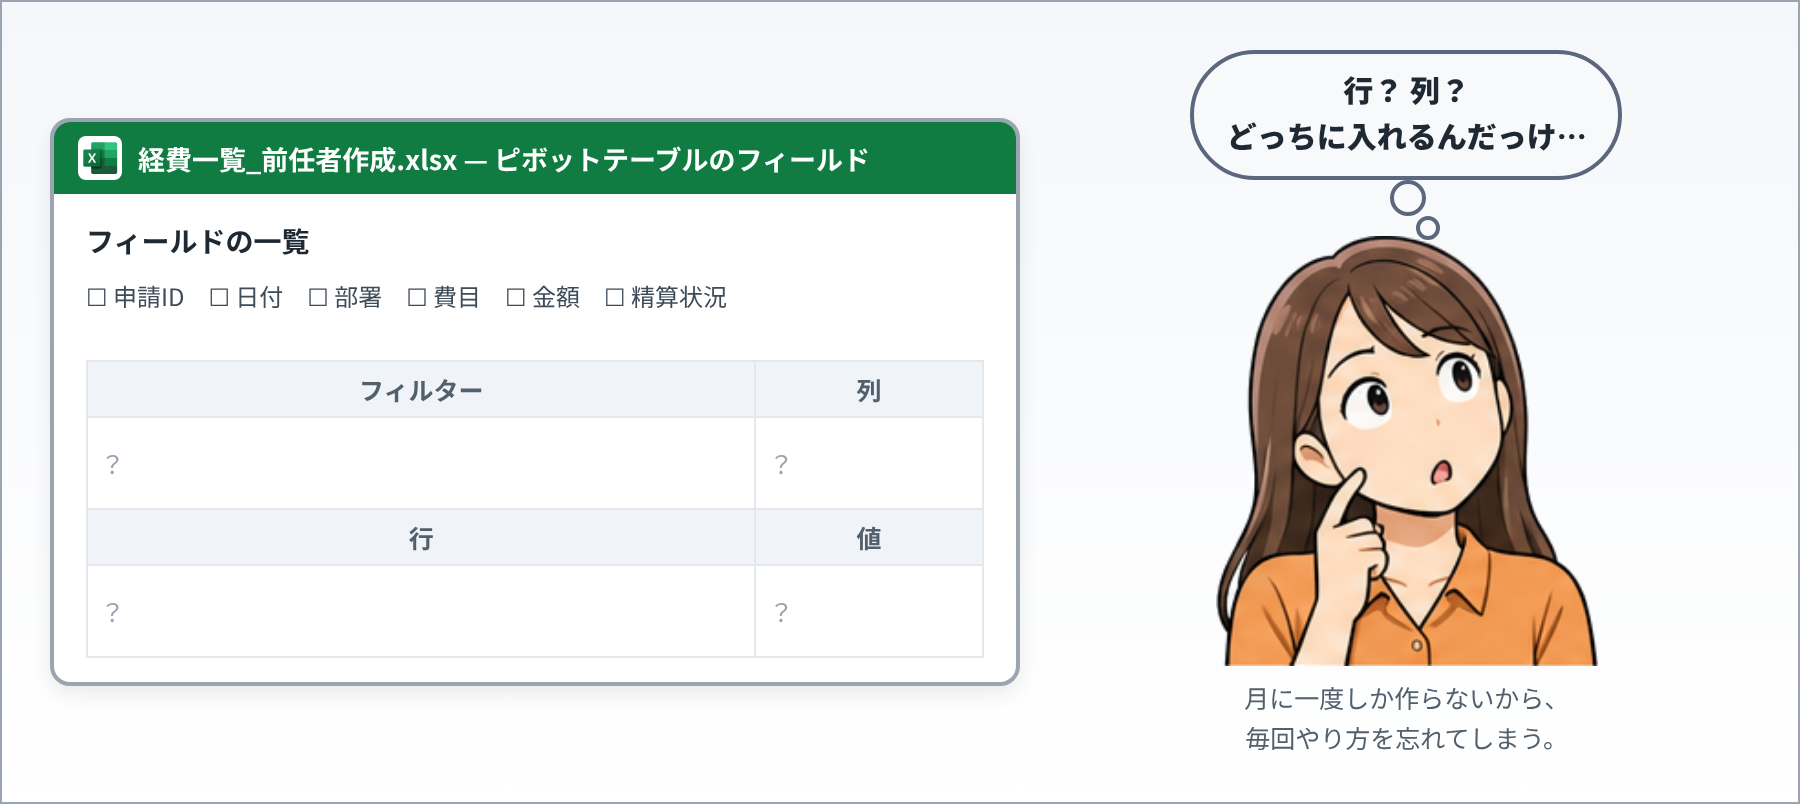 行？ 列？
どっちに入れるんだっけ…
X 経費一覧_前任者作成.xlsx — ピボットテーブルのフィールド
フィールドの一覧
☐ 申請ID ☐ 日付 ☐ 部署 ☐ 費目 ☐ 金額 ☐ 精算状況
フィルター 列
？ ？
行 値
？ ？
月に一度しか作らないから、
毎回やり方を忘れてしまう。